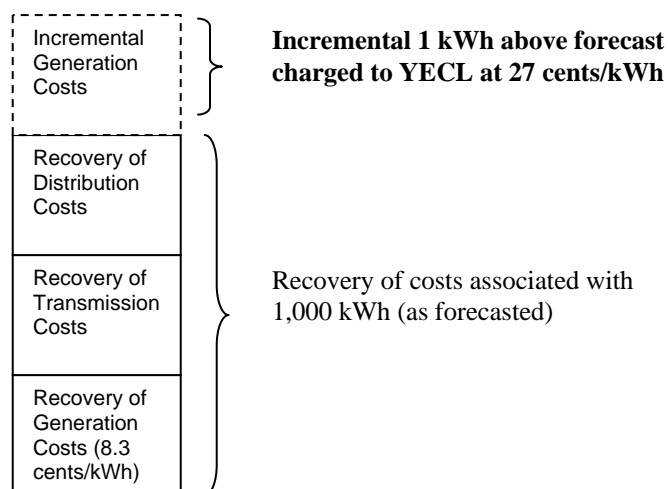 Incremental
Generation
Costs
Incremental 1 kWh above forecast
charged to YECL at 27 cents/kWh
Recovery of
Distribution
Costs
Recovery of
Transmission
Costs
Recovery of costs associated with
1,000 kWh (as forecasted)
Recovery of
Generation
Costs (8.3
cents/kWh)